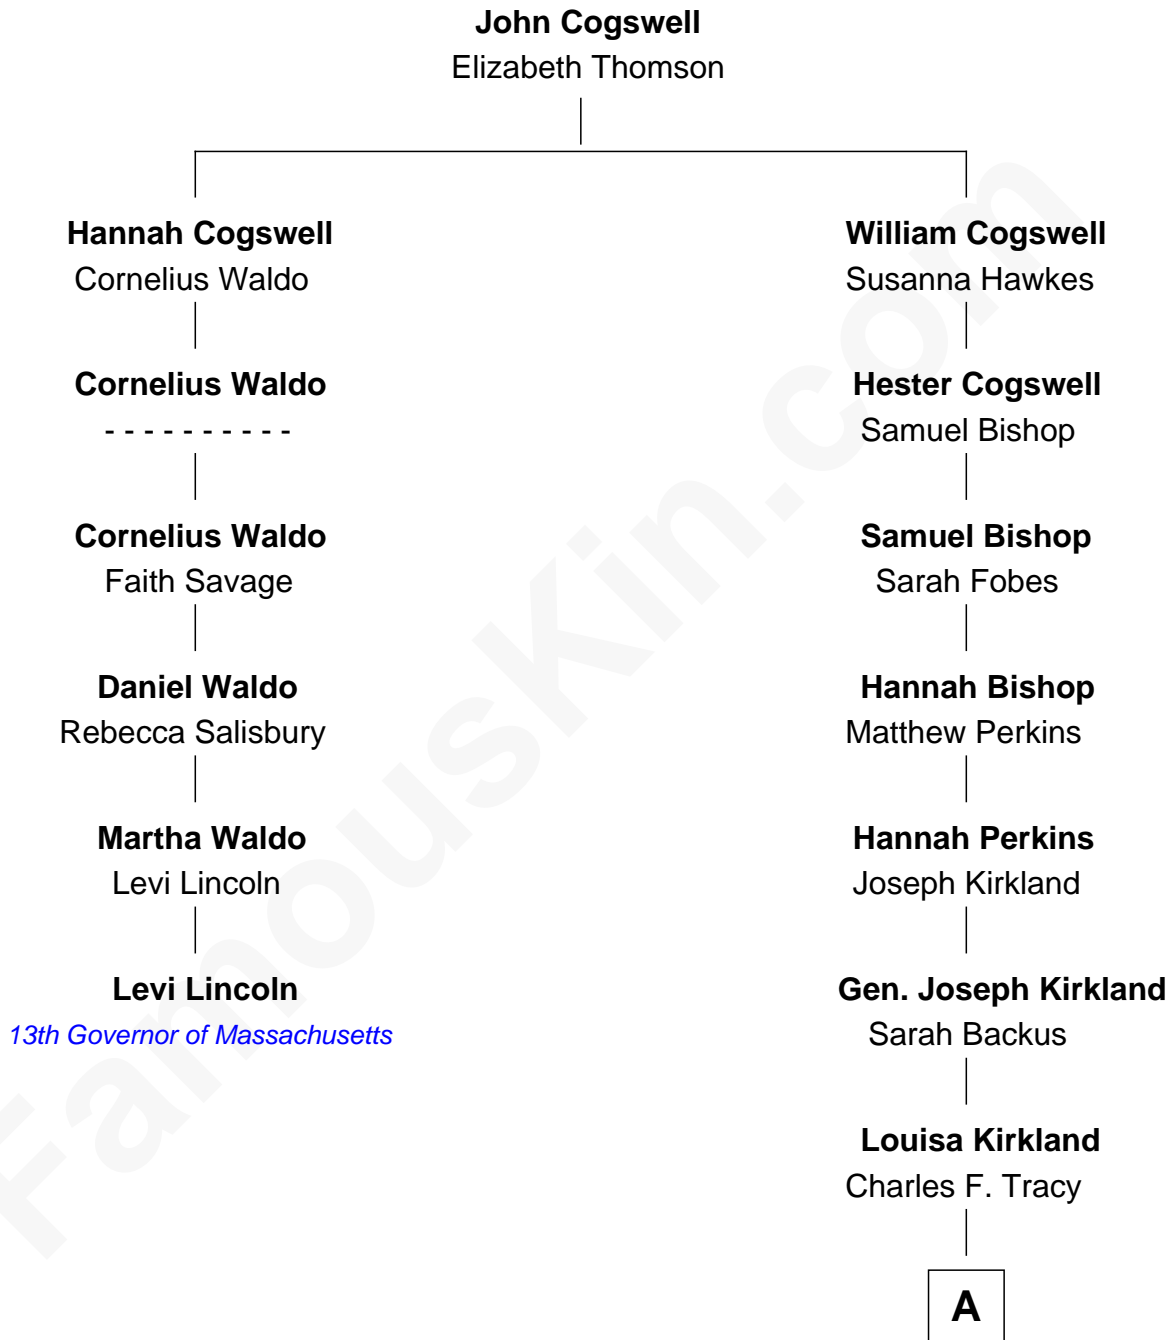 John Cogswell
Elizabeth Thomson
Hannah Cogswell
Cornelius Waldo
William Cogswell
Susanna Hawkes
Cornelius Waldo
- - - - - - - - - -
Hester Cogswell
Samuel Bishop
Cornelius Waldo
Faith Savage
Samuel Bishop
Sarah Fobes
Daniel Waldo
Rebecca Salisbury
Hannah Bishop
Matthew Perkins
Martha Waldo
Levi Lincoln
Hannah Perkins
Joseph Kirkland
Levi Lincoln
13th Governor of Massachusetts
Gen. Joseph Kirkland
Sarah Backus
Louisa Kirkland
Charles F. Tracy
A
FamousKin.com